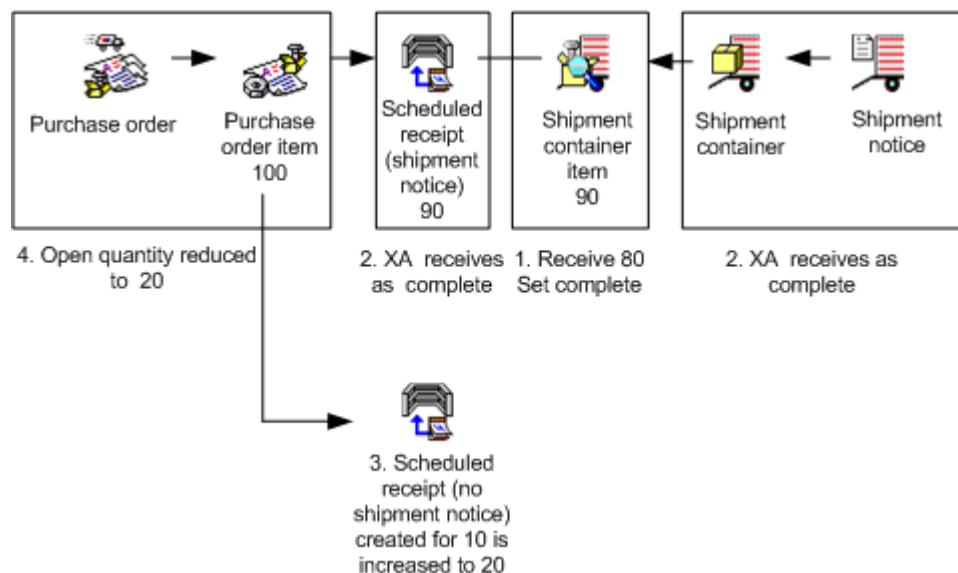 Purchase order
Purchase
order item
100
Scheduled
receipt
(shipment
notice)
90
Shipment
container
item
90
Shipment
container
Shipment
notice
4. Open quantity reduced
to 20
2. XA receives
as complete
1. Receive 80
Set complete
2. XA receives as
complete
3. Scheduled
receipt (no
shipment notice)
created for 10 is
increased to 20